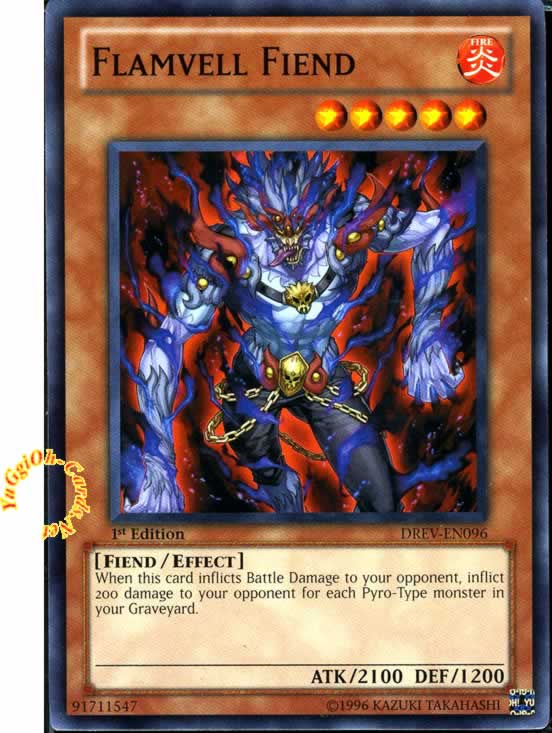 FLAMVELL FIEND
FIRE
炎
YuGgiOh-Cards.Net
1st Edition
DREV-EN096
[FIEND/EFFECT]
When this card inflicts Battle Damage to your opponent, inflict
200 damage to your opponent for each Pyro-Type monster in
your Graveyard.
ATK/2100 DEF/1200
91711547
©1996 KAZUKI TAKAHASHI